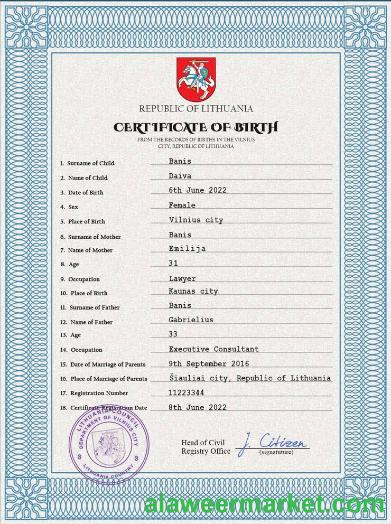 REPUBLIC OF LITHUANIA
CERTIFICATE OF BIRTH
FROM THE RECORDS OF BIRTHS IN THE VILNIUS
CITY, REPUBLIC OF LITHUANIA
1. Surname of Child Banis
2. Name of Child Daiva
3. Date of Birth 6th June 2022
4. Sex Female
5. Place of Birth Vilnius city
6. Surname of Mother Banis
7. Name of Mother Emilija
8. Age 31
9. Occupation Lawyer
10. Place of Birth Kaunas city
11. Surname of Father Banis
12. Name of Father Gabrielius
13. Age 33
14. Occupation Executive Consultant
15. Date of Marriage of Parents 9th September 2016
16. Place of Marriage of Parents Šiauliai city, Republic of Lithuania
17. Registration Number 11223344
18. Certificate Registration Date 8th June 2022
LITHUANIA COUNCIL
DEPARTMENT OF VILNIUS CITY
LITHUANIA COUNCIL
Head of Civil
Registry Office
J. Citizen
(signature)
alaweermarket.com